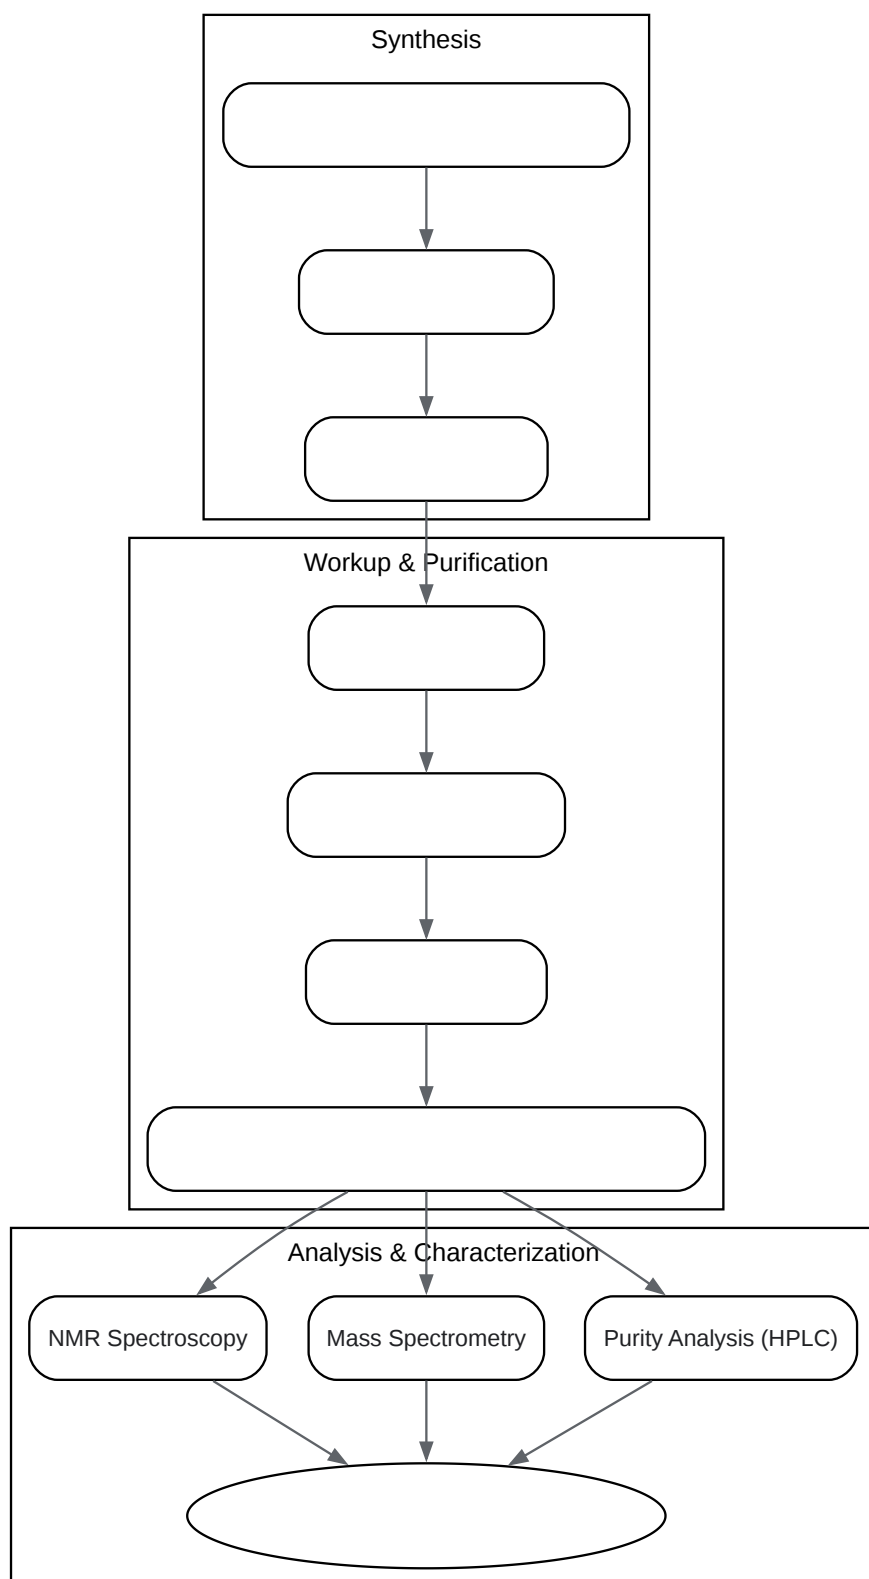 Synthesis
Workup & Purification
Analysis & Characterization
NMR Spectroscopy
Mass Spectrometry
Purity Analysis (HPLC)